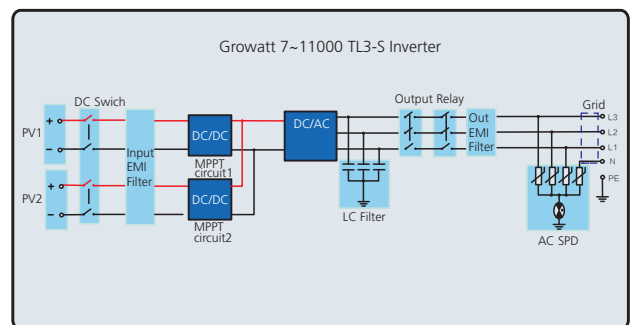 Growatt 7~11000 TL3-S Inverter
DC Swich
Output Relay
Grid
PV1
+
−
Input
EMI
Filter
DC/DC
MPPT
circuit1
DC/AC
Out
EMI
Filter
L3
L2
L1
N
PE
PV2
+
−
DC/DC
MPPT
circuit2
LC Filter
AC SPD